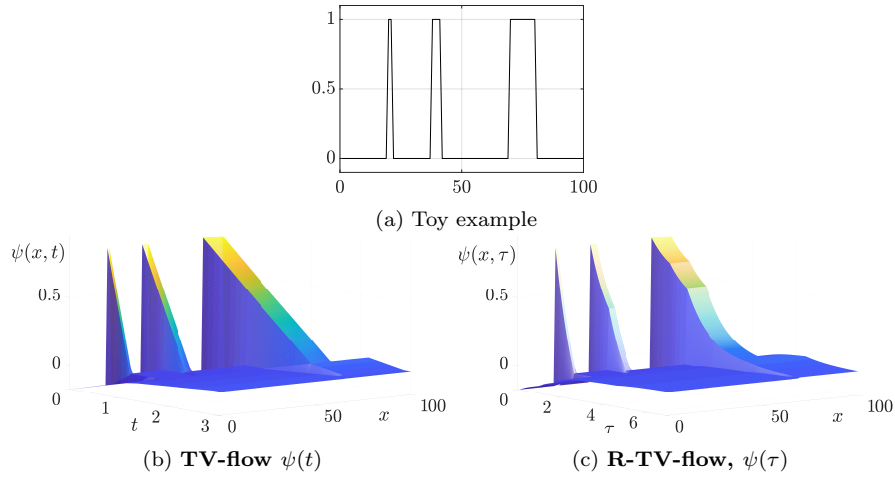 1
0.5
0
0 50 100
(a) Toy example
ψ(x, t)
0.5
0
0
1
t
2
3
0
50
x
100
(b) TV-flow ψ(t)
ψ(x, τ)
0.5
0
0
2
4
τ
6
0
50
x
100
(c) R-TV-flow, ψ(τ)